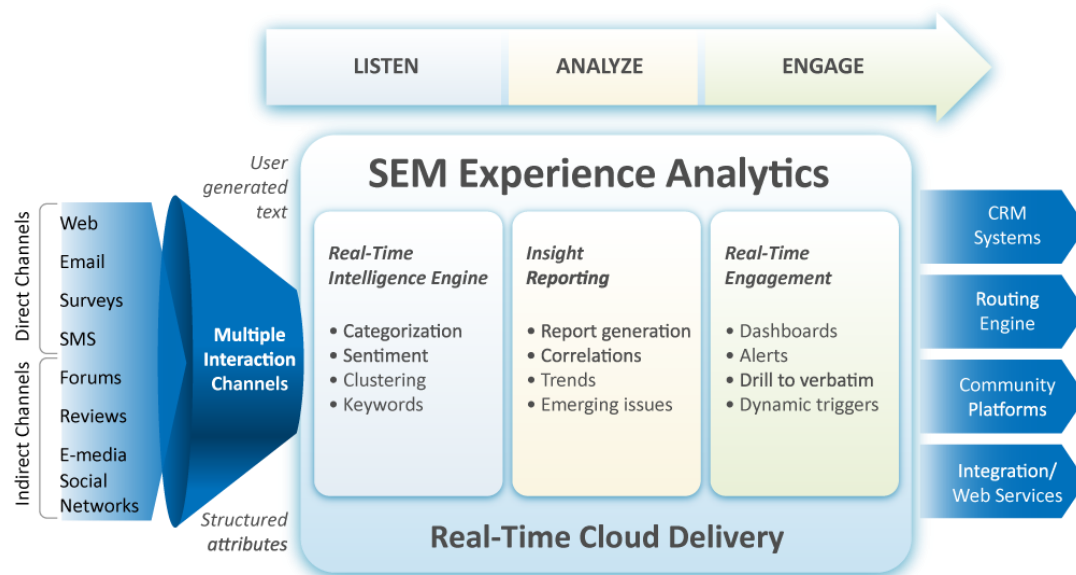 LISTEN
ANALYZE
ENGAGE
User
generated
text
SEM Experience Analytics
Direct Channels
Web
Email
Surveys
SMS
Indirect Channels
Forums
Reviews
E-media
Social
Networks
Multiple
Interaction
Channels
Structured
attributes
Real-Time
Intelligence Engine
• Categorization
• Sentiment
• Clustering
• Keywords
Insight
Reporting
• Report generation
• Correlations
• Trends
• Emerging issues
Real-Time
Engagement
• Dashboards
• Alerts
• Drill to verbatim
• Dynamic triggers
Real-Time Cloud Delivery
CRM
Systems
Routing
Engine
Community
Platforms
Integration/
Web Services